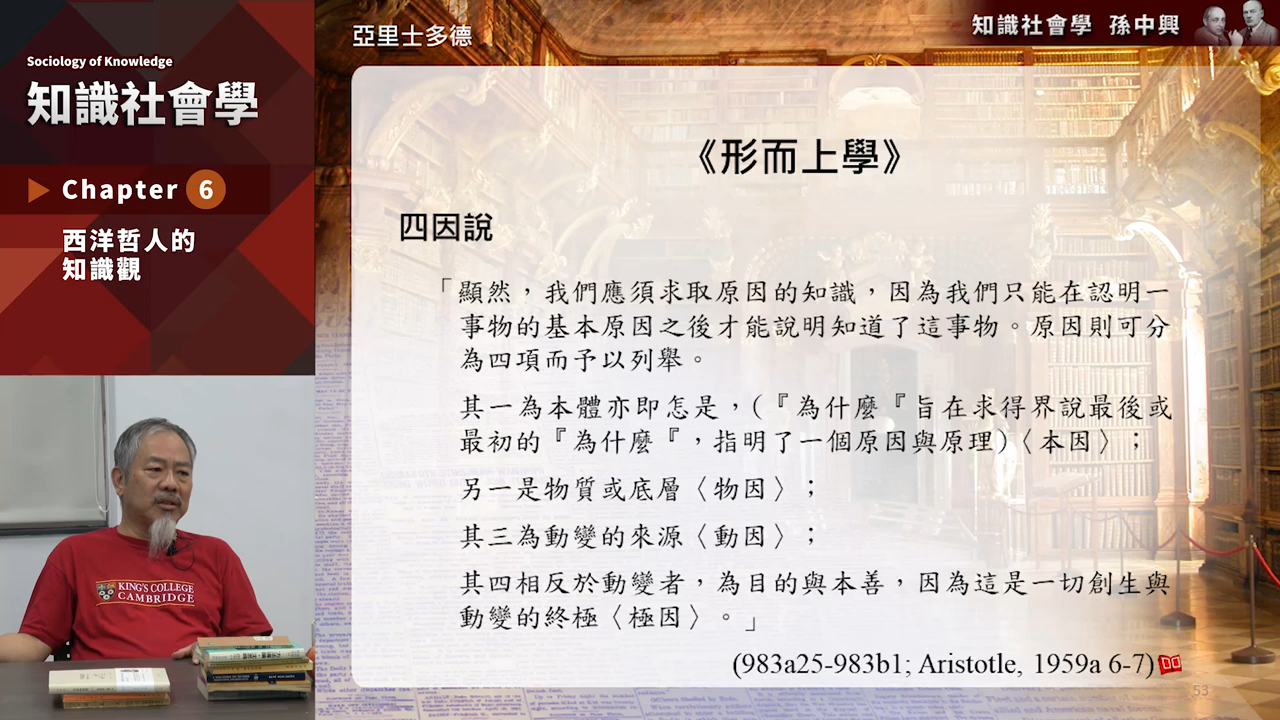 Sociology of Knowledge
知識社會學
Chapter 6
西洋哲人的
知識觀
亞里士多德
知識社會學 孫中興
《形而上學》
四因說
「顯然，我們應須求取原因的知識，因為我們只能在認明一
事物的基本原因之後才能說明知道了這事物。原因則可分
為四項而予以列舉。
其一為本體亦即怎是，(『為什麼『旨在求得界說最後或
最初的『為什麼『，指明了一個原因與原理)〈本因〉；
另一是物質或底層〈物因〉；
其三為動變的來源〈動因〉；
其四相反於動變者，為目的與本善，因為這是一切創生與
動變的終極〈極因〉。」
(983a25-983b1; Aristotle, 1959a 6-7)
53
KING'S COLLEGE
CAMBRIDGE